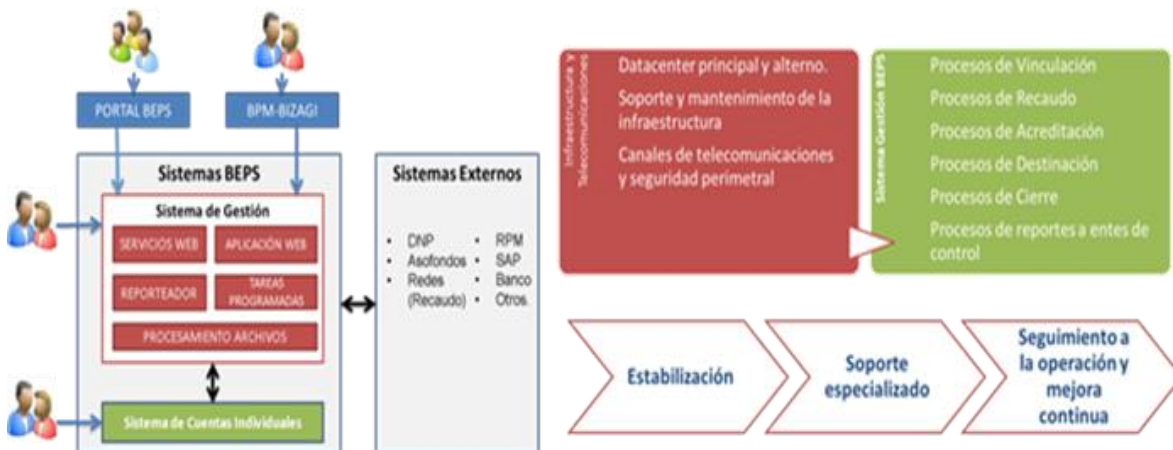 PORTAL BEPS
BPM-BIZAGI
Sistemas BEPS
Sistema de Gestión
SERVICIOS WEB
APLICACIÓN WEB
REPORTEADOR
TAREAS
PROGRAMADAS
PROCESAMIENTO ARCHIVOS
Sistema de Cuentas Individuales
Sistemas Externos
• DNP
• Asofondos
• Redes
(Recaudo)
• RPM
• SAP
• Banco
• Otros.
Infraestructura y
Telecomunicaciones
Datacenter principal y alterno.
Soporte y mantenimiento de la
infraestructura
Canales de telecomunicaciones
y seguridad perimetral
Sistema Gestión BEPS
Procesos de Vinculación
Procesos de Recaudo
Procesos de Acreditación
Procesos de Destinación
Procesos de Cierre
Procesos de reportes a entes de
control
Estabilización
Soporte
especializado
Seguimiento a
la operación y
mejora
continua